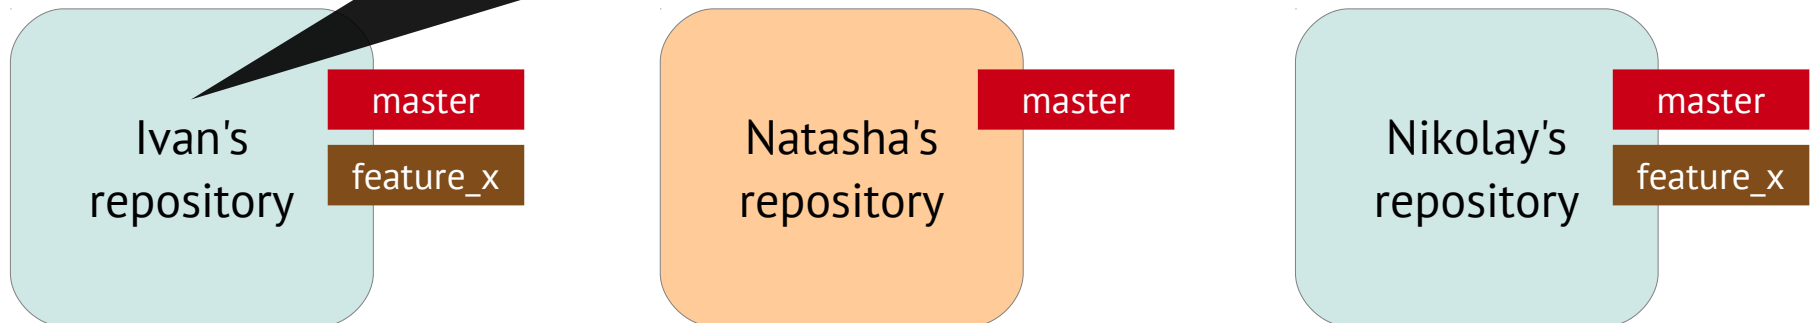 Ivan's
repository
master
feature_x
Natasha's
repository
master
Nikolay's
repository
master
feature_x